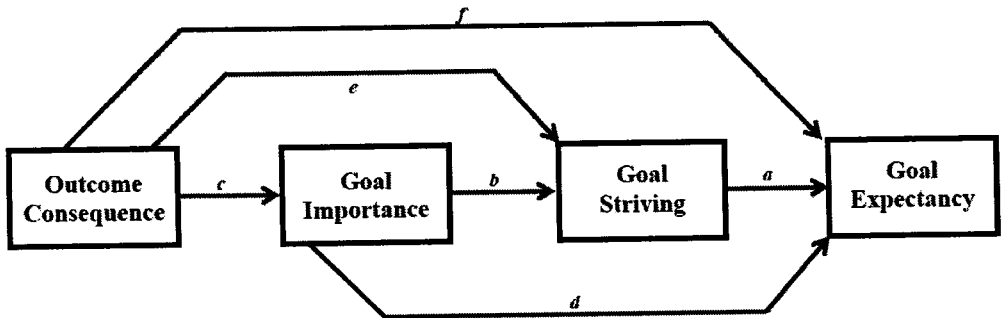 f
e
Outcome
Consequence
c
Goal
Importance
b
Goal
Striving
a
Goal
Expectancy
d